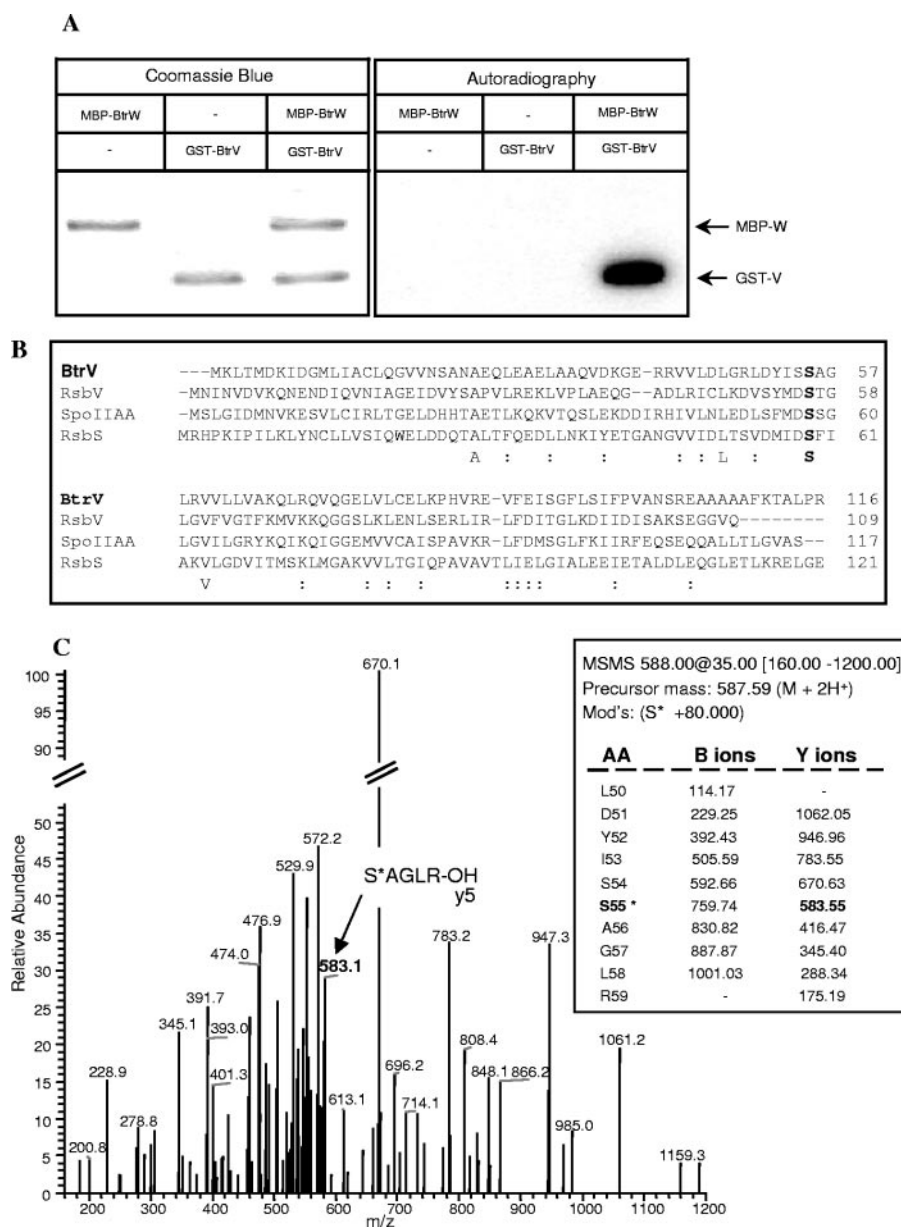 A
Coomassie Blue
Autoradiography
MBP-BtrW - MBP-BtrW
MBP-BtrW - MBP-BtrW
- GST-BtrV GST-BtrV
- GST-BtrV GST-BtrV
MBP-W
GST-V
B
BtrV ---MKLTMDKIDGMLIACLQGVVNSANAEQLEAELAAQVDKGE-RRVVLDLGRLDYISSAG 57
RsbV ---MNINVDVKQNENDIQVNIAGEIDVYSAPVLREKLVPLAEQG--ADLRICLKDVSYMDSTG 58
SpoIIAA ---MSLGIDMNVKESVLCIRLTGELDHHTAETLKQKVTQSLEKDDIRHIVLNLEDLSFMDSSG 60
RsbS MRHPKIPILKLYNCLLVSIQWELDDQTALTFQEDLLNKIYETGANGVVIDLTSVDMIDSFI 61
A : : : : : L : S
BtrV LRVVLLVAKQLRQVQGELVLCELKPHVRE-VFEISGFLSIFPVANSREAAAAAFKTALPR 116
RsbV LGVFVGTFKMVKKQGGSLKLENLSERLIR-LFDITGLKDIIDISAKSEGGVQ-------- 109
SpoIIAA LGVILGRYKQIKQIGGEMVVCAISPAVKR-LFDMSGLFKIIRFEQSEQQALLTLGVAS-- 117
RsbS AKVLGDVITMSKLMGAKVVLTGIQPAVAVTLIELGIALEEIETALDLEQGLETLKRELGE 121
V : : : : :::: : :
C
MSMS 588.00@35.00 [160.00 -1200.00]
Precursor mass: 587.59 (M + 2H⁺)
Mod's: (S* +80.000)
AA B ions Y ions
L50 114.17 -
D51 229.25 1062.05
Y52 392.43 946.96
I53 505.59 783.55
S54 592.66 670.63
S55 * 759.74 583.55
A56 830.82 416.47
G57 887.87 345.40
L58 1001.03 288.34
R59 - 175.19
670.1
S*AGLR-OH
y5
572.2
529.9
476.9
474.0
583.1
783.2
947.3
391.7
345.1
393.0
401.3
228.9
278.8
200.8
613.1
696.2
714.1
808.4
848.1
866.2
985.0
1061.2
1159.3
Relative Abundance
100
95
90
50
45
40
35
30
25
20
15
10
5
0
200 300 400 500 600 700 800 900 1000 1100 1200
m/z